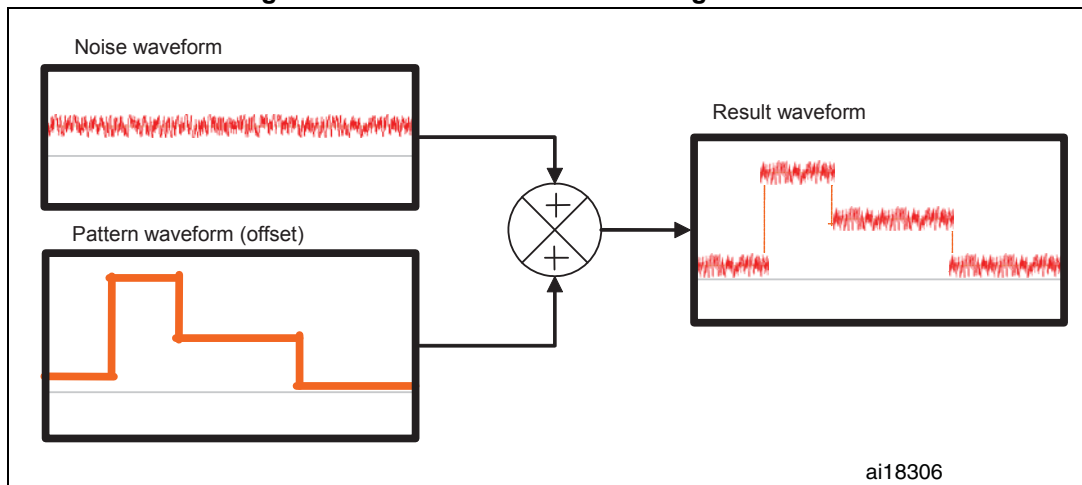 Noise waveform
Result waveform
Pattern waveform (offset)
+
+
ai18306